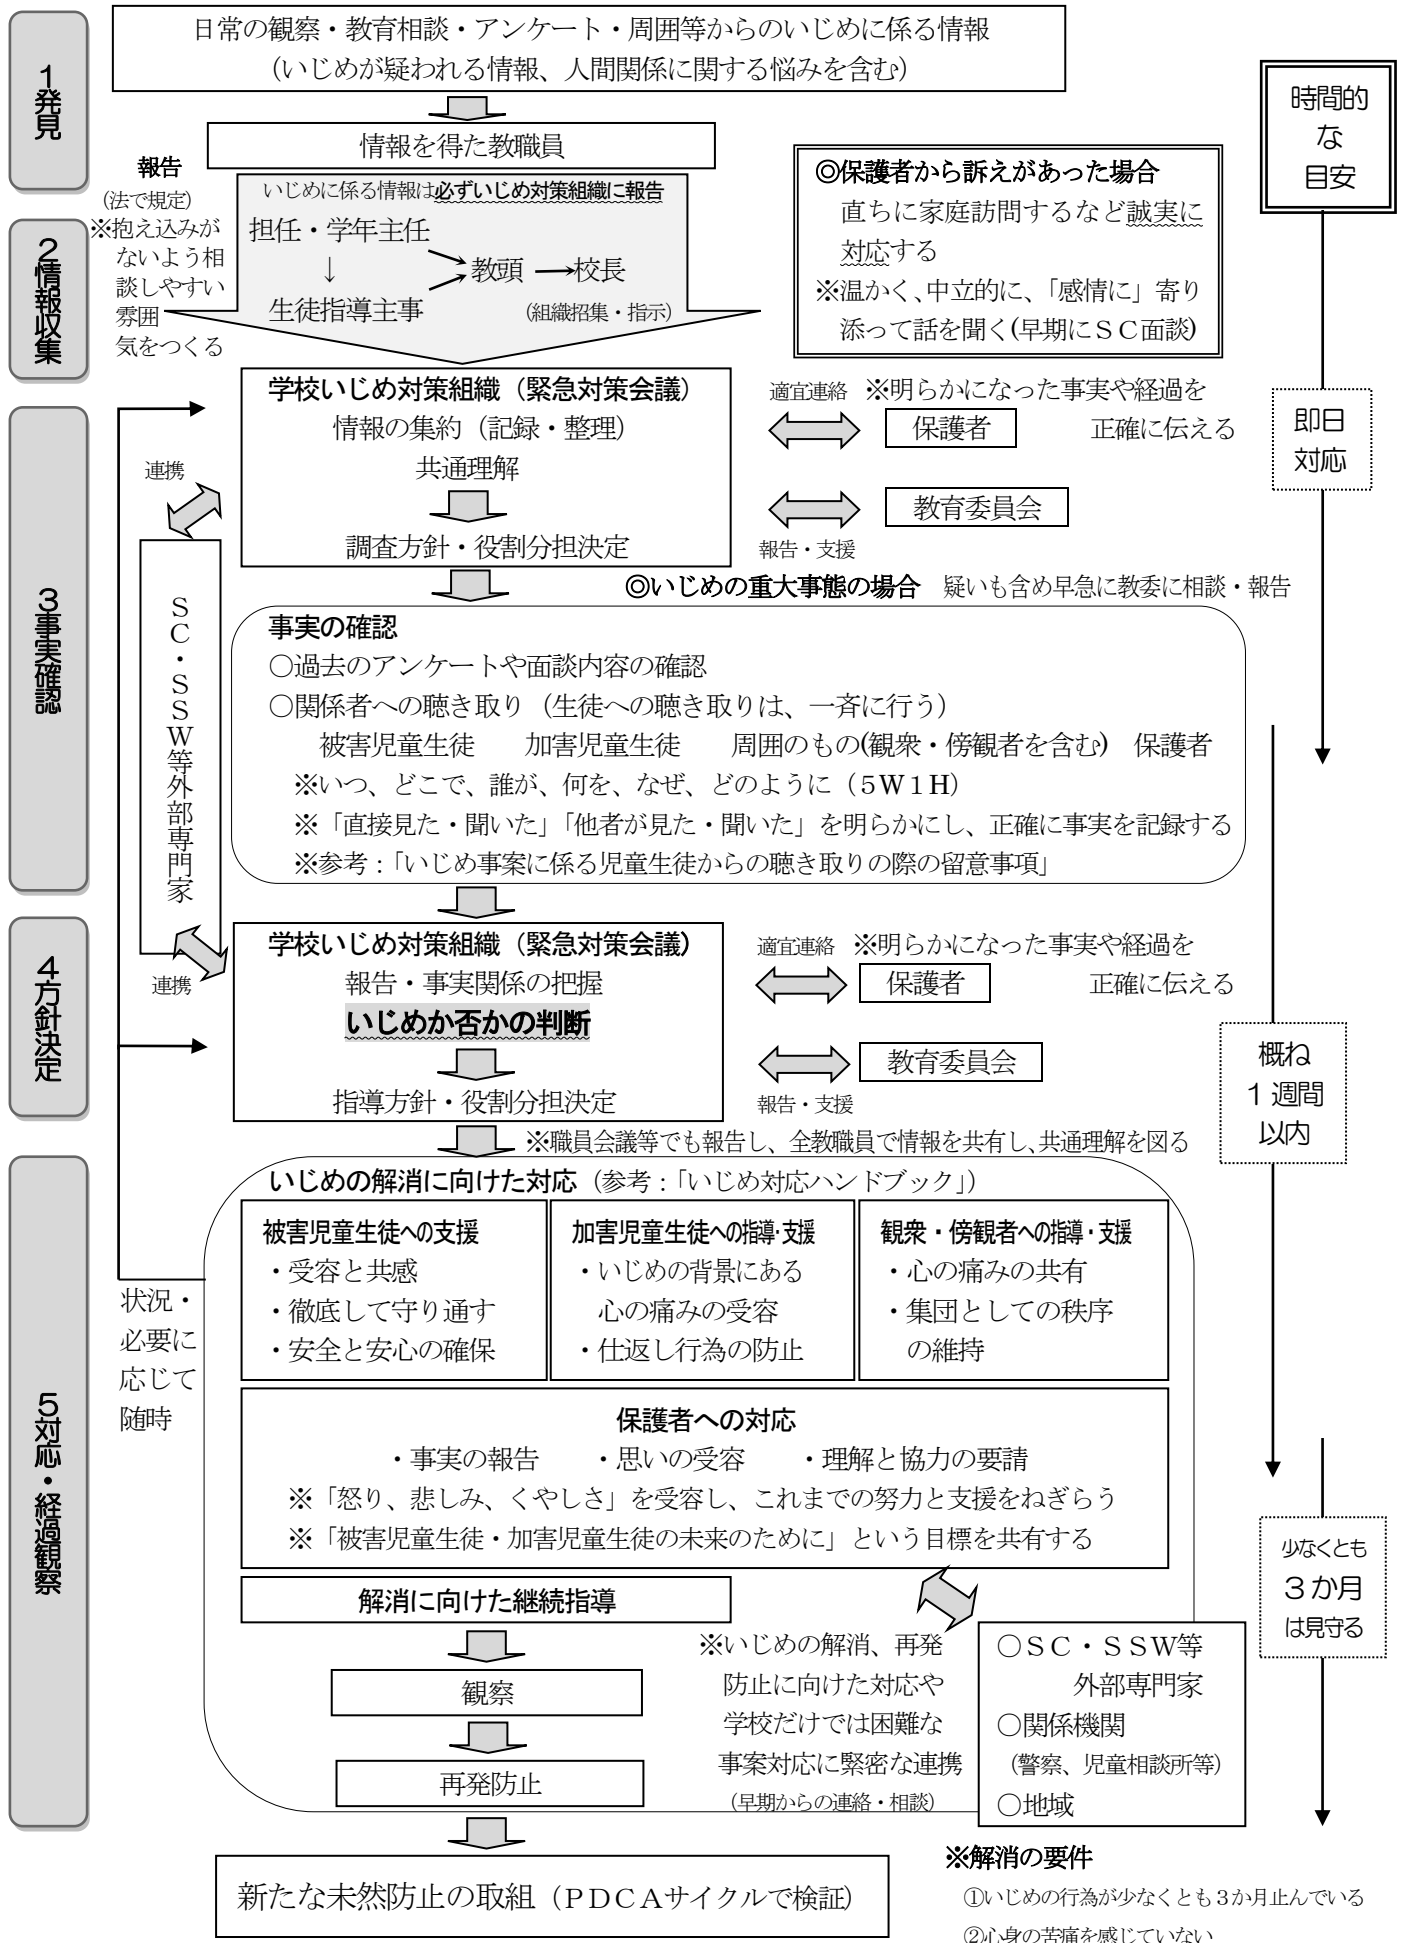 1発見
日常の観察・教育相談・アンケート・周囲等からのいじめに係る情報
（いじめが疑われる情報、人間関係に関する悩みを含む）
情報を得た教職員
時間的
な
目安
報告
（法で規定）
※抱え込みが
ないよう相
談しやすい
雰囲
気をつくる
いじめに係る情報は必ずいじめ対策組織に報告
担任・学年主任
↓
生徒指導主事
教頭
校長
（組織招集・指示）
◎保護者から訴えがあった場合
直ちに家庭訪問するなど誠実に
対応する
※温かく、中立的に、「感情に」寄り
添って話を聞く(早期にＳＣ面談)
2情報収集
3事実確認
学校いじめ対策組織（緊急対策会議）
情報の集約（記録・整理）
共通理解
調査方針・役割分担決定
適宜連絡 ※明らかになった事実や経過を
保護者 正確に伝える
教育委員会
報告・支援
即日
対応
連携
ＳＣ・ＳＳＷ等外部専門家
連携
◎いじめの重大事態の場合 疑いも含め早急に教委に相談・報告
事実の確認
○過去のアンケートや面談内容の確認
○関係者への聴き取り（生徒への聴き取りは、一斉に行う）
被害児童生徒 加害児童生徒 周囲のもの(観衆・傍観者を含む) 保護者
※いつ、どこで、誰が、何を、なぜ、どのように（５Ｗ１Ｈ）
※「直接見た・聞いた」「他者が見た・聞いた」を明らかにし、正確に事実を記録する
※参考：「いじめ事案に係る児童生徒からの聴き取りの際の留意事項」
4方針決定
学校いじめ対策組織（緊急対策会議）
報告・事実関係の把握
いじめか否かの判断
指導方針・役割分担決定
適宜連絡 ※明らかになった事実や経過を
保護者 正確に伝える
教育委員会
報告・支援
概ね
1週間
以内
※職員会議等でも報告し、全教職員で情報を共有し、共通理解を図る
5対応・経過観察
状況・
必要に
応じて
随時
いじめの解消に向けた対応（参考：「いじめ対応ハンドブック」）
被害児童生徒への支援
・受容と共感
・徹底して守り通す
・安全と安心の確保
加害児童生徒への指導・支援
・いじめの背景にある
心の痛みの受容
・仕返し行為の防止
観衆・傍観者への指導・支援
・心の痛みの共有
・集団としての秩序
の維持
保護者への対応
・事実の報告 ・思いの受容 ・理解と協力の要請
※「怒り、悲しみ、くやしさ」を受容し、これまでの努力と支援をねぎらう
※「被害児童生徒・加害児童生徒の未来のために」という目標を共有する
少なくとも
3か月
は見守る
解消に向けた継続指導
観察
再発防止
※いじめの解消、再発
防止に向けた対応や
学校だけでは困難な
事案対応に緊密な連携
（早期からの連絡・相談）
○ＳＣ・ＳＳＷ等
外部専門家
○関係機関
（警察、児童相談所等）
○地域
新たな未然防止の取組（ＰＤＣＡサイクルで検証）
※解消の要件
①いじめの行為が少なくとも３か月止んでいる
②心身の苦痛を感じていない